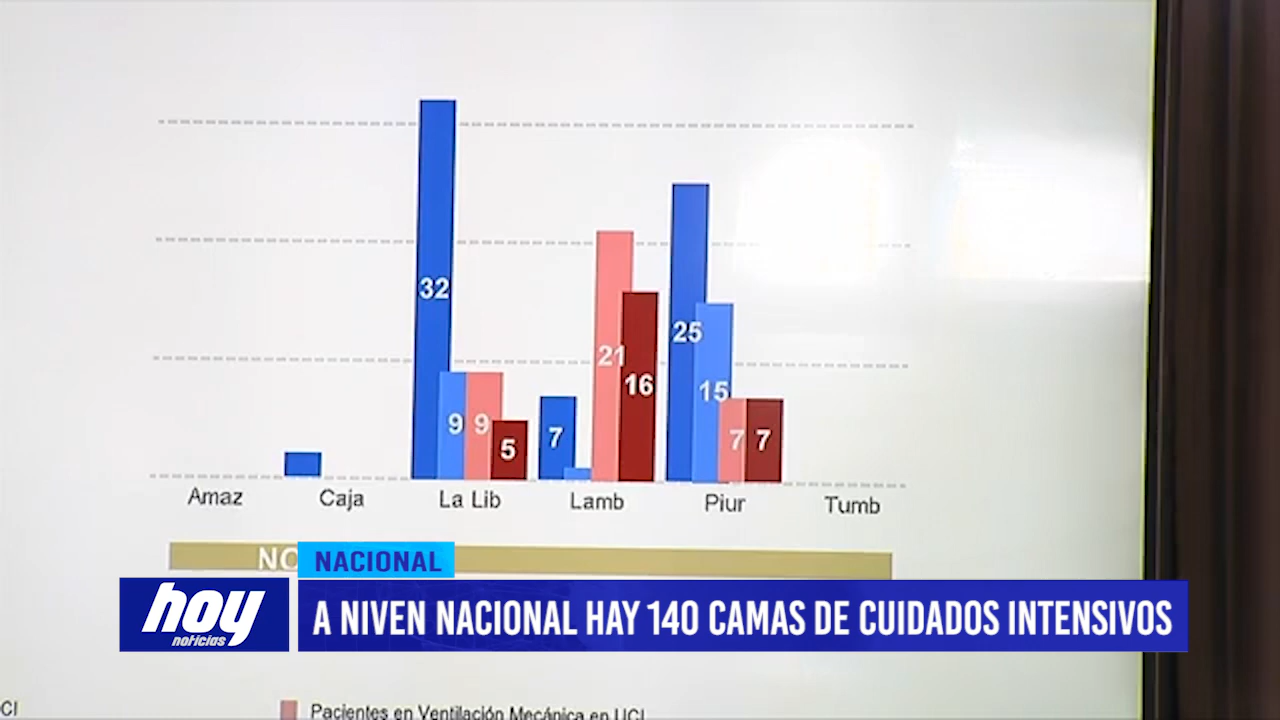 32
9
9
5
7
21
16
25
15
7
7
Amaz
Caja
La Lib
Lamb
Piur
Tumb
NO
NACIONAL
hoy
noticias
A NIVEN NACIONAL HAY 140 CAMAS DE CUIDADOS INTENSIVOS
CI
Pacientes en Ventilación Mecánica en UCI